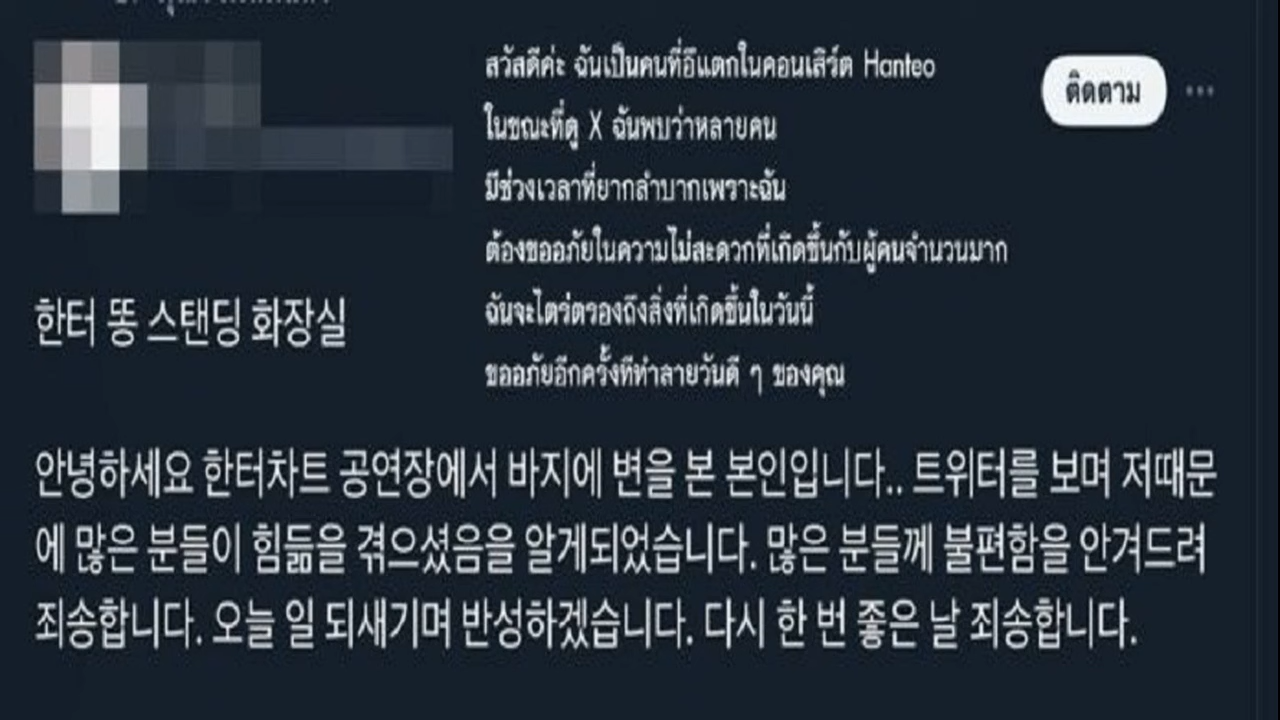 สวัสดีค่ะ ฉันเป็นคนที่อึแตกในคอนเสิร์ต Hanteo
ติดตาม ...
ในขณะที่ดู X ฉันพบว่าหลายคน
มีช่วงเวลาที่ยากลำบากเพราะฉัน
ต้องขออภัยในความไม่สะดวกที่เกิดขึ้นกับผู้คนจำนวนมาก
ฉันจะไตร่ตรองถึงสิ่งที่เกิดขึ้นในวันนี้
ขออภัยอีกครั้งที่ทำลายวันดี ๆ ของคุณ
한터 똥 스탠딩 화장실
안녕하세요 한터차트 공연장에서 바지에 변을 본 본인입니다.. 트위터를 보며 저때문
에 많은 분들이 힘듦을 겪으셨음을 알게되었습니다. 많은 분들께 불편함을 안겨드려
죄송합니다. 오늘 일 되새기며 반성하겠습니다. 다시 한 번 좋은 날 죄송합니다.